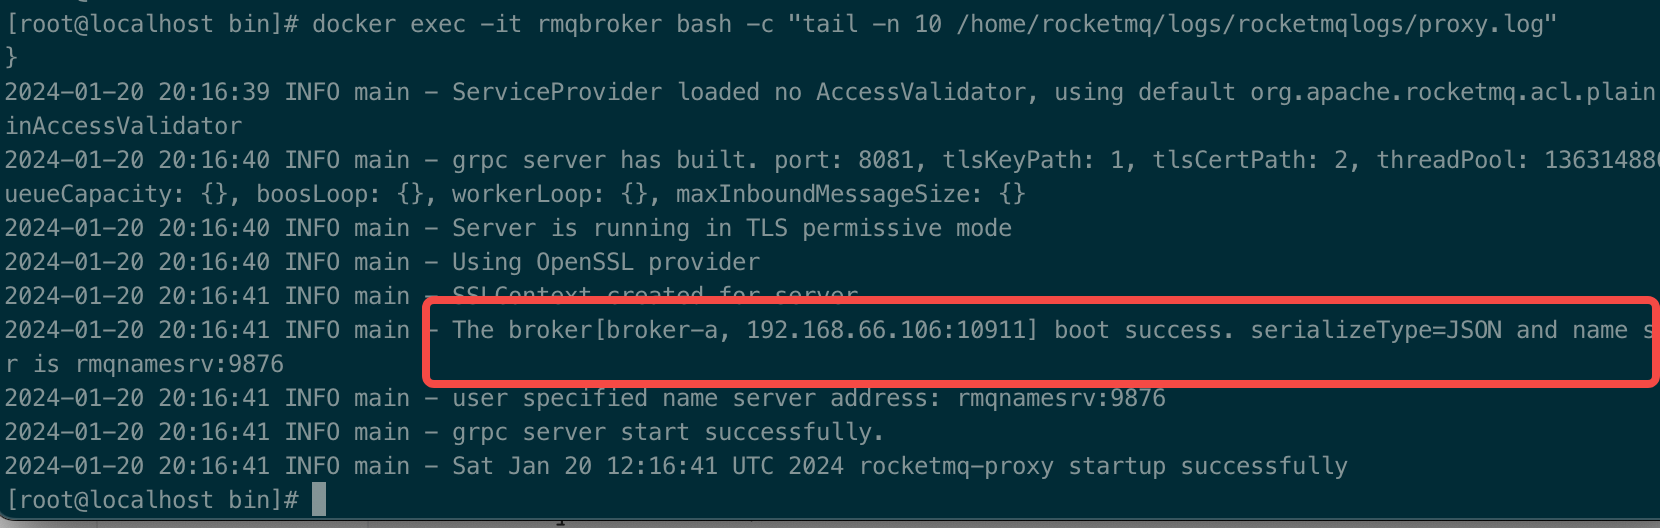 [root@localhost bin]# docker exec -it rmqbroker bash -c "tail -n 10 /home/rocketmq/logs/rocketmqlogs/proxy.log"
}
2024-01-20 20:16:39 INFO main - ServiceProvider loaded no AccessValidator, using default org.apache.rocketmq.acl.plain
inAccessValidator
2024-01-20 20:16:40 INFO main - grpc server has built. port: 8081, tlsKeyPath: 1, tlsCertPath: 2, threadPool: 136314880
ueueCapacity: {}, boosLoop: {}, workerLoop: {}, maxInboundMessageSize: {}
2024-01-20 20:16:40 INFO main - Server is running in TLS permissive mode
2024-01-20 20:16:40 INFO main - Using OpenSSL provider
2024-01-20 20:16:41 INFO main - SSLContext created for server
2024-01-20 20:16:41 INFO main - The broker[broker-a, 192.168.66.106:10911] boot success. serializeType=JSON and name s
r is rmqnamesrv:9876
2024-01-20 20:16:41 INFO main - user specified name server address: rmqnamesrv:9876
2024-01-20 20:16:41 INFO main - grpc server start successfully.
2024-01-20 20:16:41 INFO main - Sat Jan 20 12:16:41 UTC 2024 rocketmq-proxy startup successfully
[root@localhost bin]#